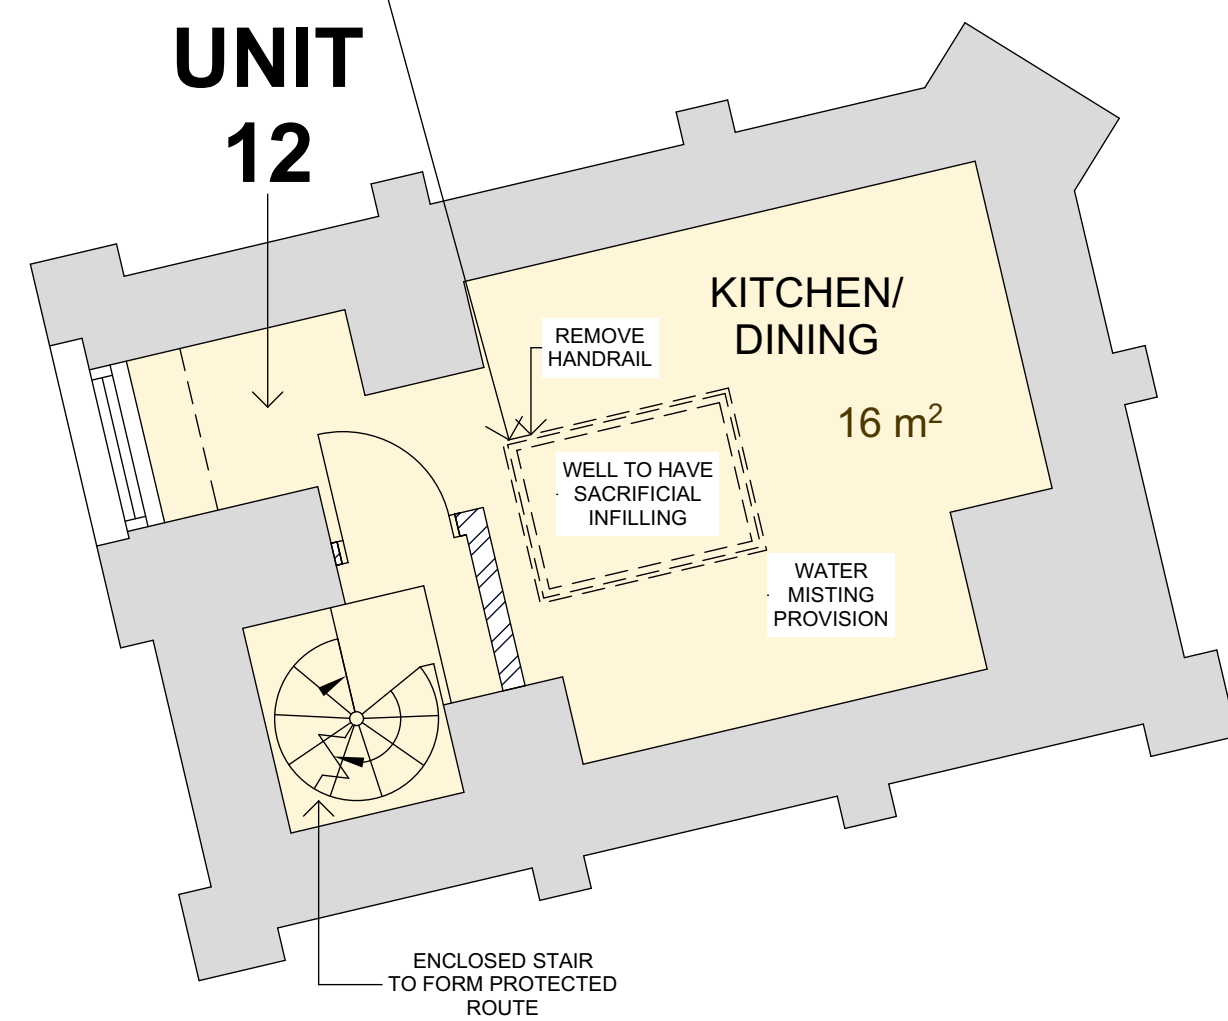 UNIT
12
KITCHEN/
DINING
16 m²
REMOVE
HANDRAIL
WELL TO HAVE
SACRIFICIAL
INFILLING
WATER
MISTING
PROVISION
ENCLOSED STAIR
TO FORM PROTECTED
ROUTE